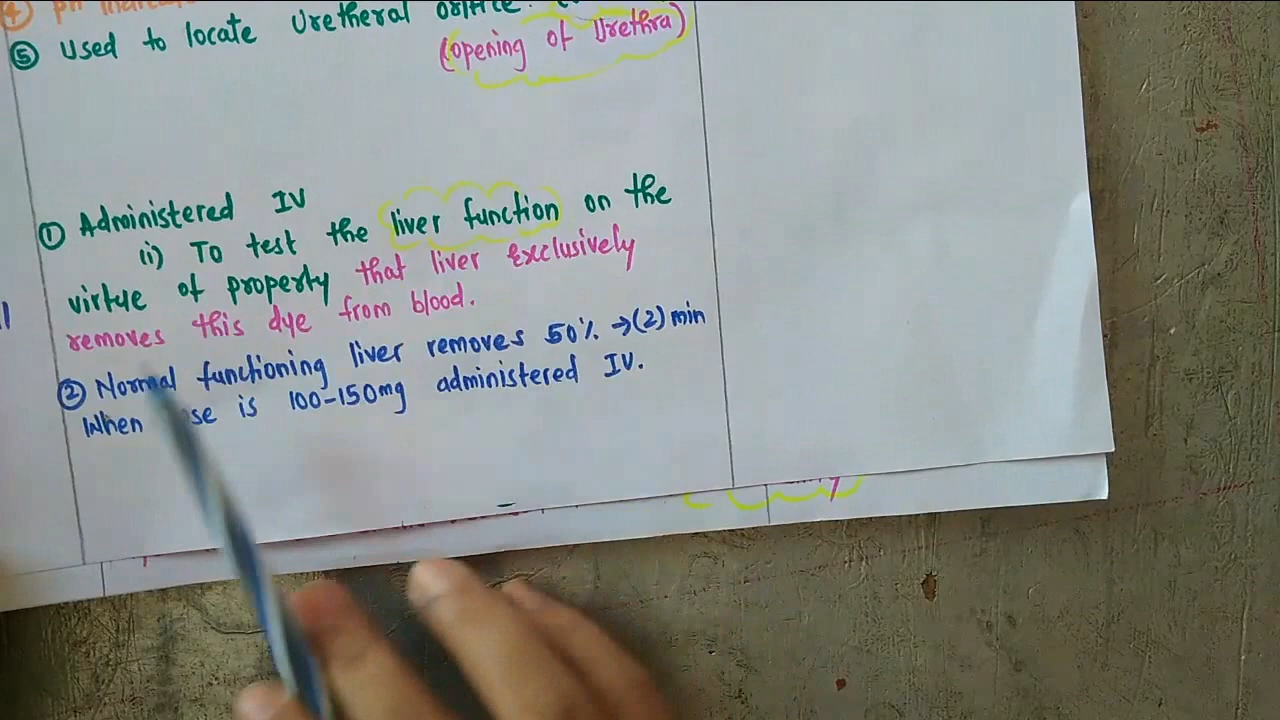 ④ pH
⑤ Used to locate Uretheral orifice.
(opening of Urethra)
① Administered IV
(i) To test the liver function on the
virtue of property that liver exclusively
removes this dye from blood.
② Normal functioning liver removes 50% → (2) min
When se is 100-150mg administered IV.